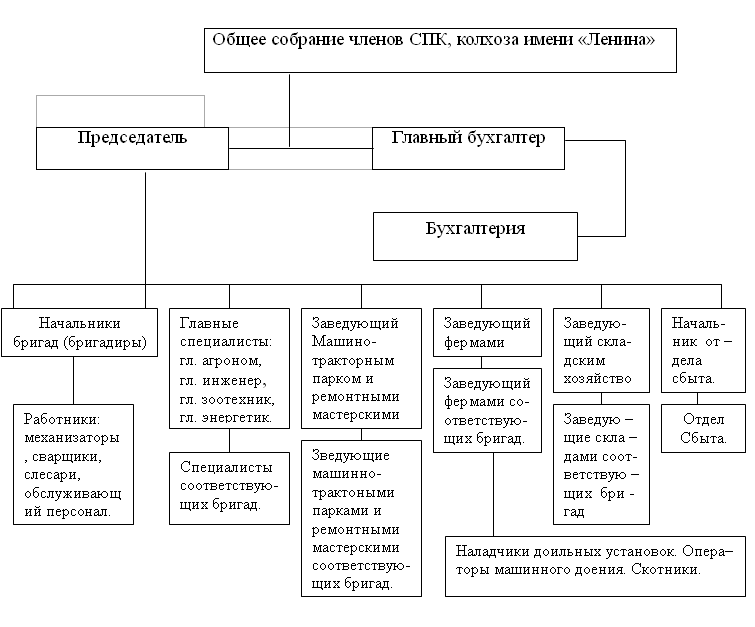 Общее собрание членов СПК, колхоза имени «Ленина»
Председатель
Главный бухгалтер
Бухгалтерия
Начальники
бригад (бригадиры)
Главные
специалисты:
гл. агроном,
гл. инженер,
гл. зоотехник,
гл. энергетик.
Заведующий
Машино-
тракторным
парком и
ремонтными
мастерскими
Заведующий
фермами
Заведую-
щий скла-
дским
хозяйство
Началь-
ник от –
дела
сбыта.
Работники:
механизаторы
, сварщики,
слесари,
обслуживающ
ий персонал.
Специалисты
соответствую-
щих бригад.
Зведующие
машинно-
трактоными
парками и
ремонтными
мастерскими
соответствую-
щих бригад.
Заведующий
фермами со-
ответствую-
щих бригад.
Заведую –
щие скла –
дами соот-
ветствую –
щих бри -
гад
Отдел
Сбыта.
Наладчики доильных установок. Опера–
торы машинного доения. Скотники.